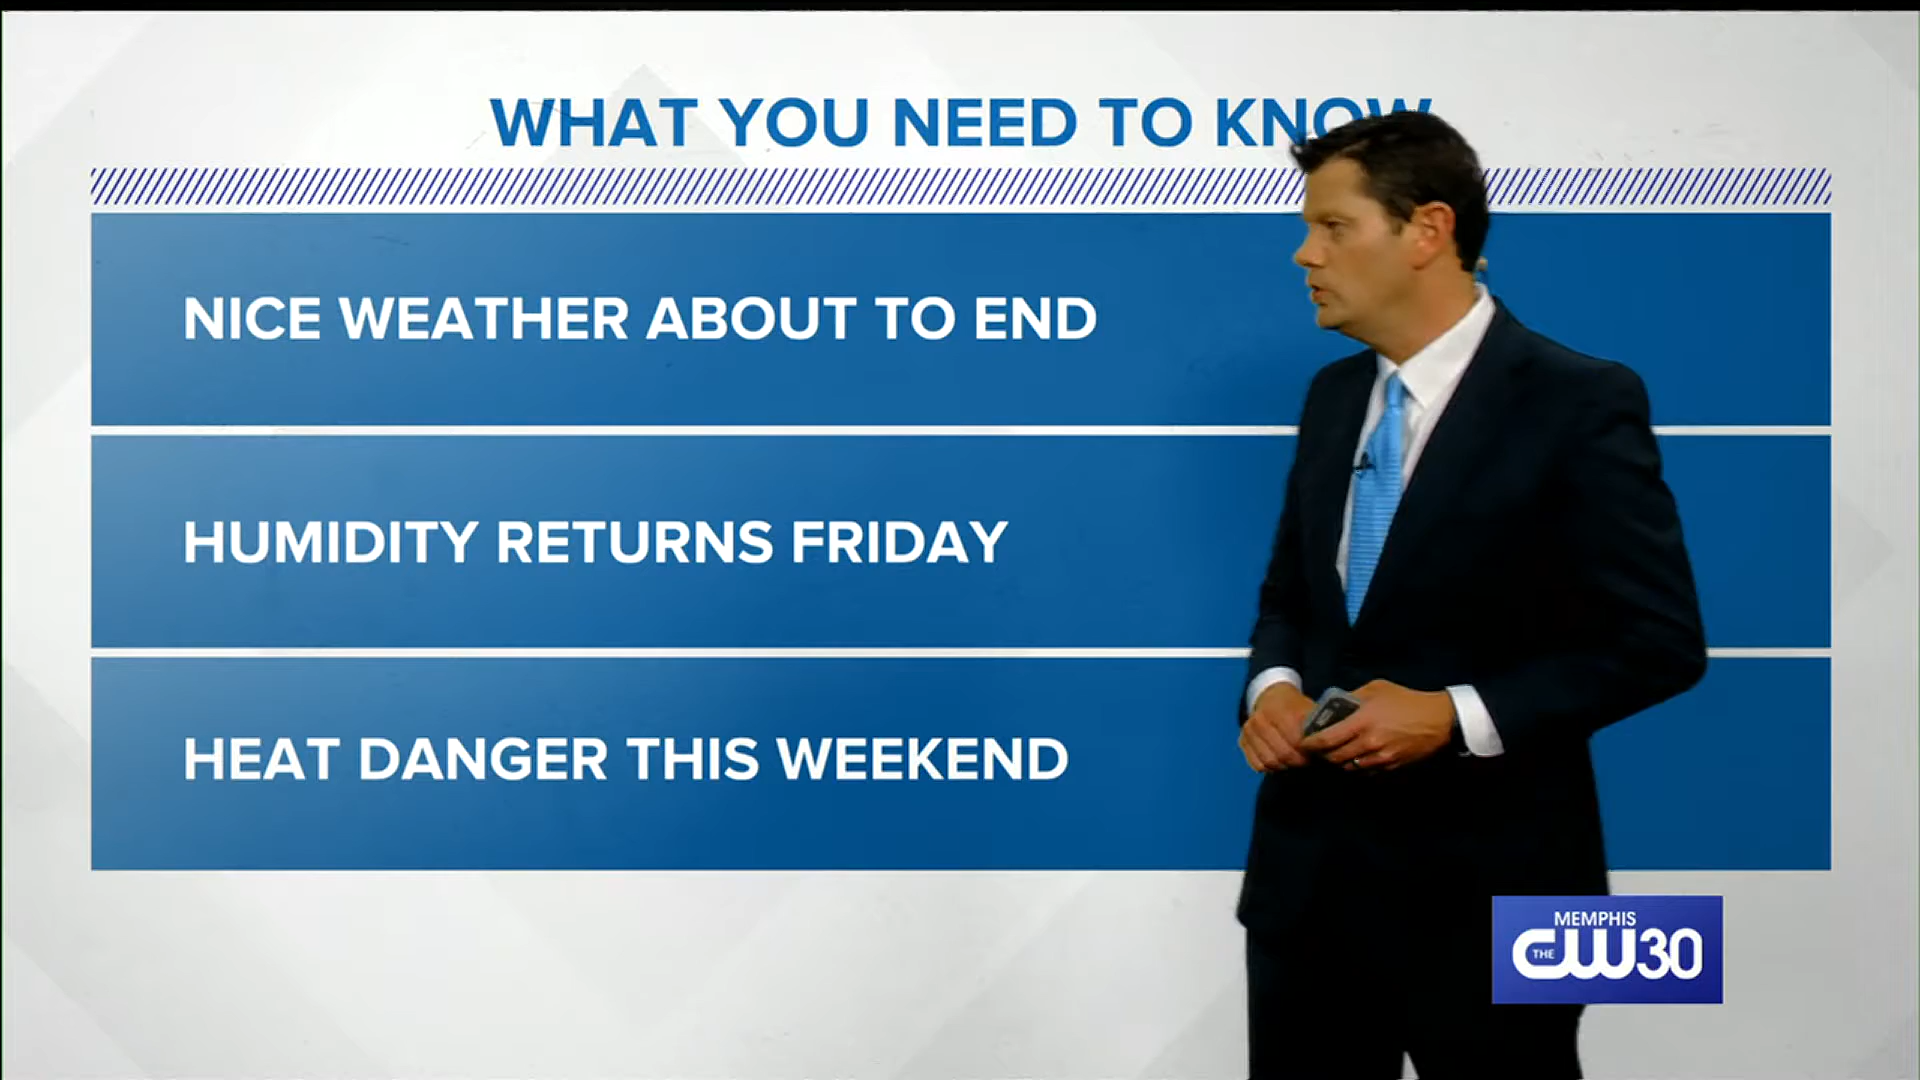 WHAT YOU NEED TO KNOW
NICE WEATHER ABOUT TO END
HUMIDITY RETURNS FRIDAY
HEAT DANGER THIS WEEKEND
MEMPHIS
THE CW30